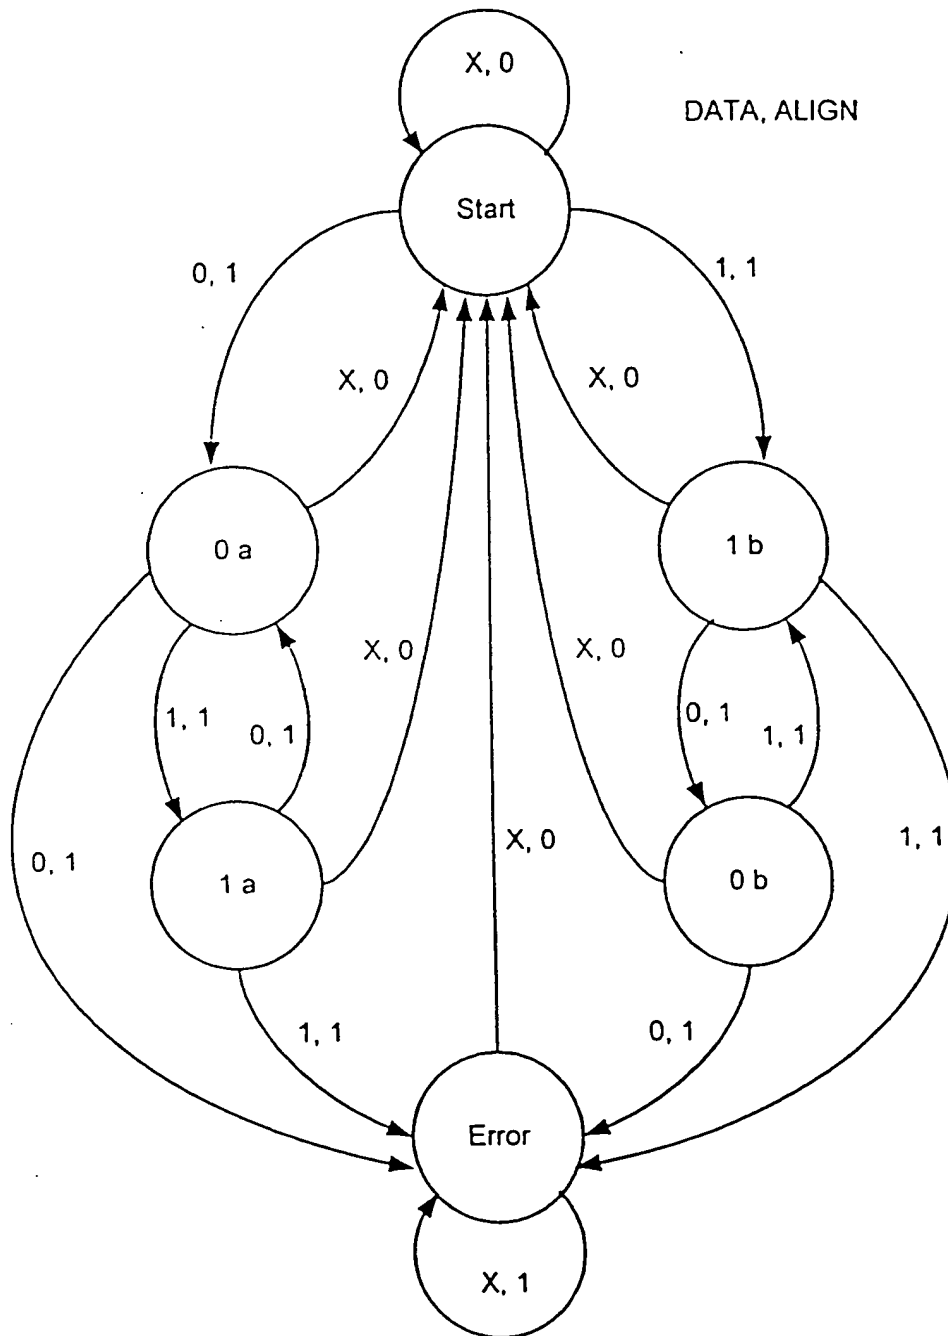 X, 0
DATA, ALIGN
Start
0, 1
1, 1
X, 0
X, 0
0 a
1 b
X, 0
X, 0
1, 1
0, 1
0, 1
1, 1
0, 1
X, 0
1, 1
1 a
0 b
1, 1
0, 1
Error
X, 1